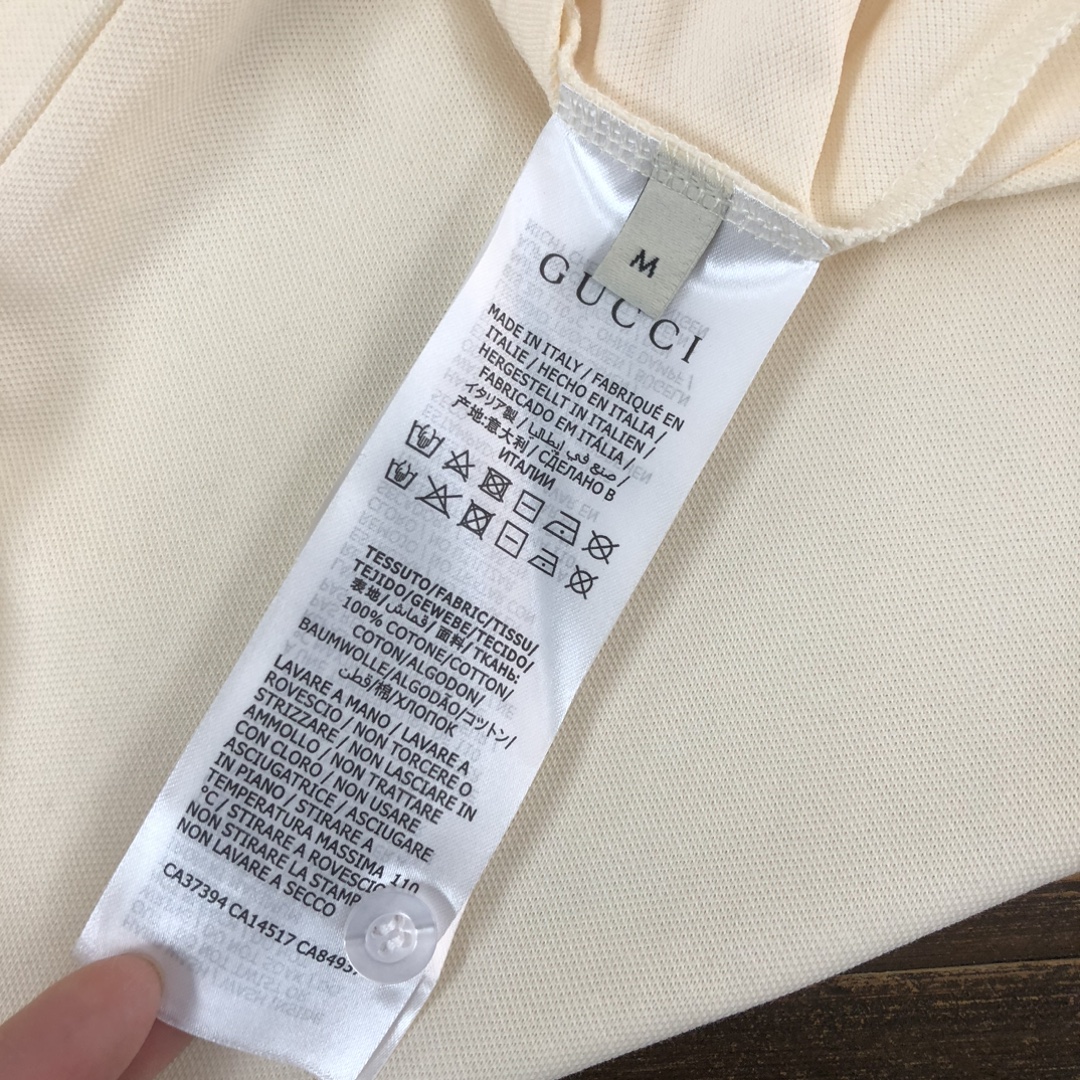 M
GUCCI
MADE IN ITALY / FABRIQUÉ EN
ITALIE / HECHO EN ITALIA /
HERGESTELLT IN ITALIEN /
FABRICADO EM ITÁLIA /
イタリア製 / صنع في إيطاليا /
产地:意大利 / СДЕЛАНО В
ИТАЛИИ
TESSUTO/FABRIC/TISSU/
TEJIDO/GEWEBE/TECIDO/
表地/قماش/面料/ТКАНЬ:
100% COTONE/COTTON/
COTON/ALGODON/
BAUMWOLLE/ALGODÃO/コットン/
قطن/棉/ХЛОПОК
LAVARE A MANO / LAVARE A
ROVESCIO / NON TORCERE O
STRIZZARE / NON LASCIARE IN
AMMOLLO / NON TRATTARE
CON CLORO / NON USARE
ASCIUGATRICE / ASCIUGARE
IN PIANO / STIRARE A
TEMPERATURA MASSIMA 110
°C / STIRARE A ROVESCIO
NON STIRARE LA STAMP
NON LAVARE A SECCO
CA37394 CA14517